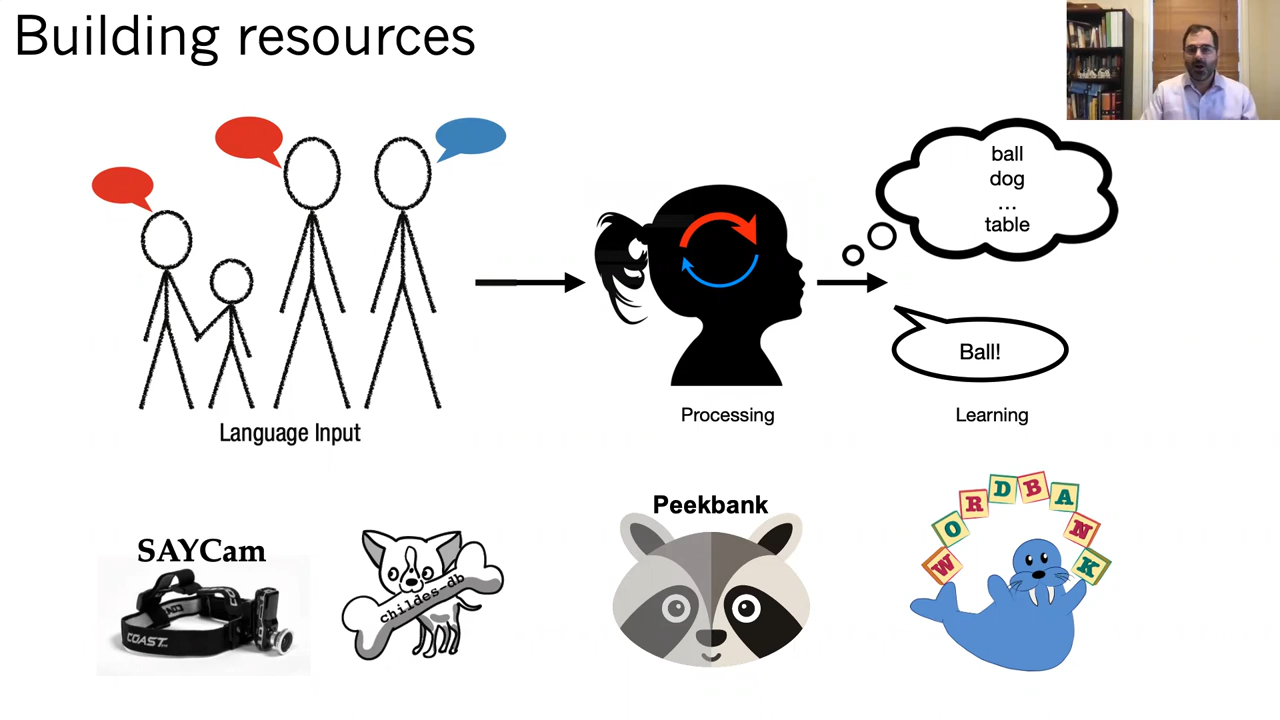 Building resources
ball
dog
...
table
Ball!
Language Input
Processing
Learning
SAYCam
COAST
childes-db
Peekbank
WORDBANK